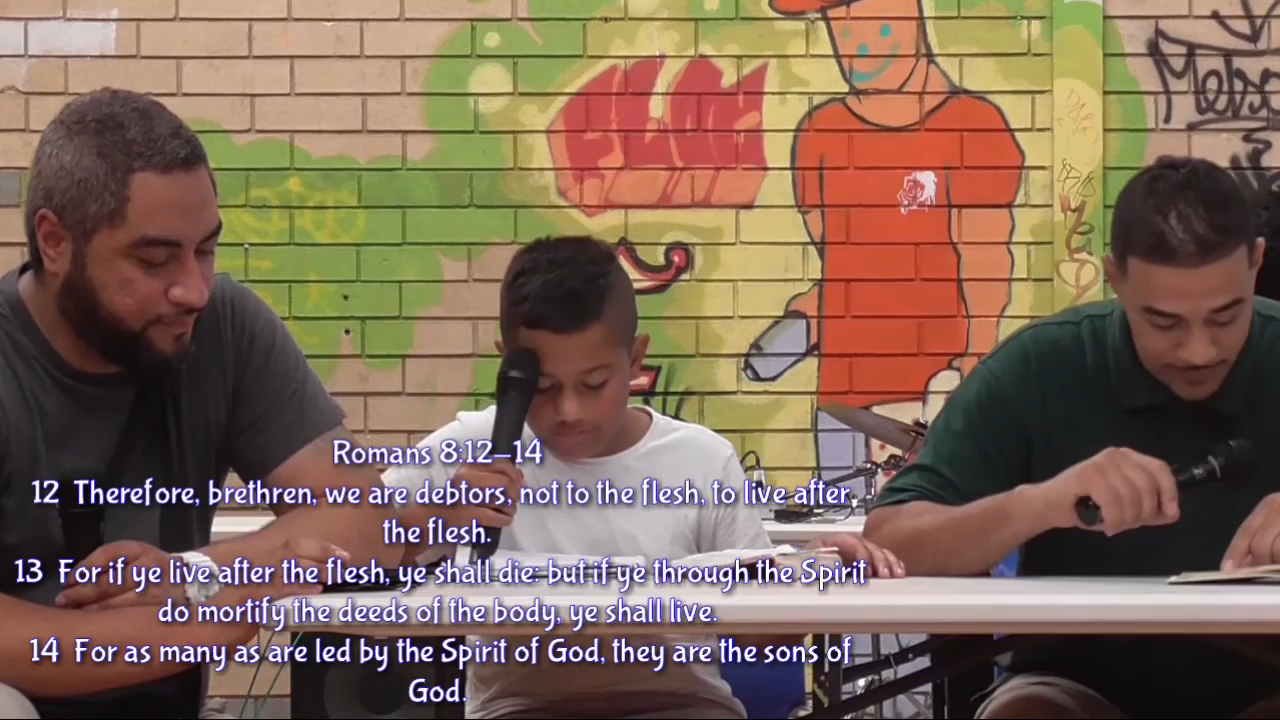 Romans 8:12–14
12 Therefore, brethren, we are debtors, not to the flesh, to live after
the flesh.
13 For if ye live after the flesh, ye shall die: but if ye through the Spirit
do mortify the deeds of the body, ye shall live.
14 For as many as are led by the Spirit of God, they are the sons of
God.